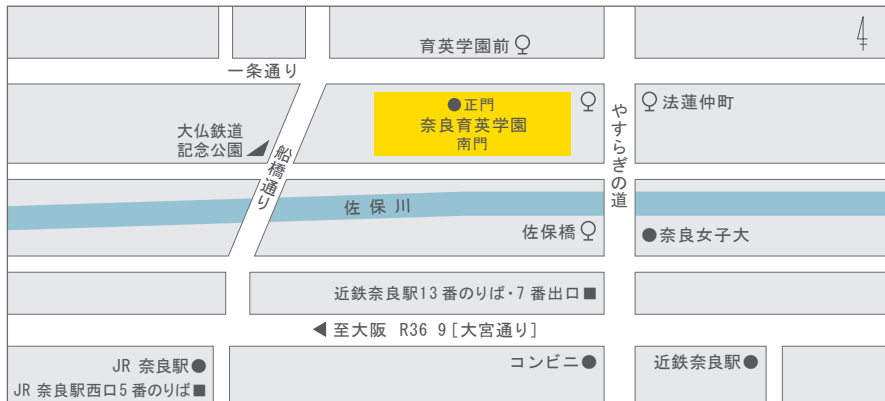 育英学園前
一条通り
正門
奈良育英学園
南門
法蓮仲町
大仏鉄道
記念公園
船橋通り
やすらぎの道
佐保川
佐保橋
奈良女子大
近鉄奈良駅13番のりば・7番出口
至大阪 R369[大宮通り]
JR 奈良駅
JR 奈良駅西口5番のりば
コンビニ
近鉄奈良駅